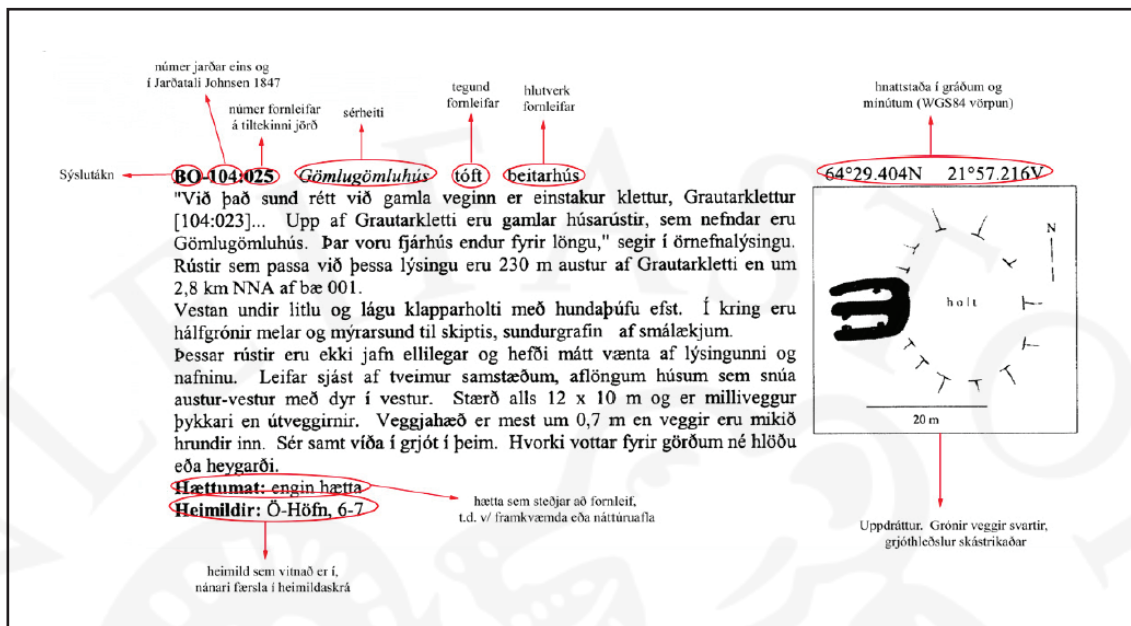 númer jarðar eins og
í Jarðatali Johnsen 1847
númer fornleifar
á tiltekinni jörð
sérheiti
tegund
fornleifar
hlutverk
fornleifar
hnattstaða í gráðum og
mínútum (WGS84 vörpun)
Sýslutákn
BO-104:025 Gömlugömluhús tóft beitarhús 64°29.404N 21°57.216V
"Við það sund rétt við gamla veginn er einstakur klettur, Grautarklettur
[104:023]... Upp af Grautarkletti eru gamlar húsarústir, sem nefndar eru
Gömlugömluhús. Þar voru fjárhús endur fyrir löngu," segir í örnefnalýsingu.
Rústir sem passa við þessa lýsingu eru 230 m austur af Grautarkletti en um
2,8 km NNA af bæ 001.
Vestan undir litlu og lágu klapparholti með hundaþúfu efst. Í kring eru
hálfgrónir melar og mýrarsund til skiptis, sundurgrafin af smálækjum.
Þessar rústir eru ekki jafn ellilegar og hefði mátt vænta af lýsingunni og
nafninu. Leifar sjást af tveimur samstæðum, aflöngum húsum sem snúa
austur-vestur með dyr í vestur. Stærð alls 12 x 10 m og er milliveggur
þykkari en útveggirnir. Veggjahæð er mest um 0,7 m en veggir eru mikið
hrundir inn. Sér samt víða í grjót í þeim. Hvorki vottar fyrir görðum né hlöðu
eða heygarði.
Hættumat: engin hætta
Heimildir: Ö-Höfn, 6-7
N
holt
20 m
hætta sem steðjar að fornleif,
t.d. v/ framkvæmda eða náttúruafla
Uppdráttur. Grónir veggir svartir,
grjóthleðslur skástrikaðar
heimild sem vitnað er í,
nánari færsla í heimildaskrá